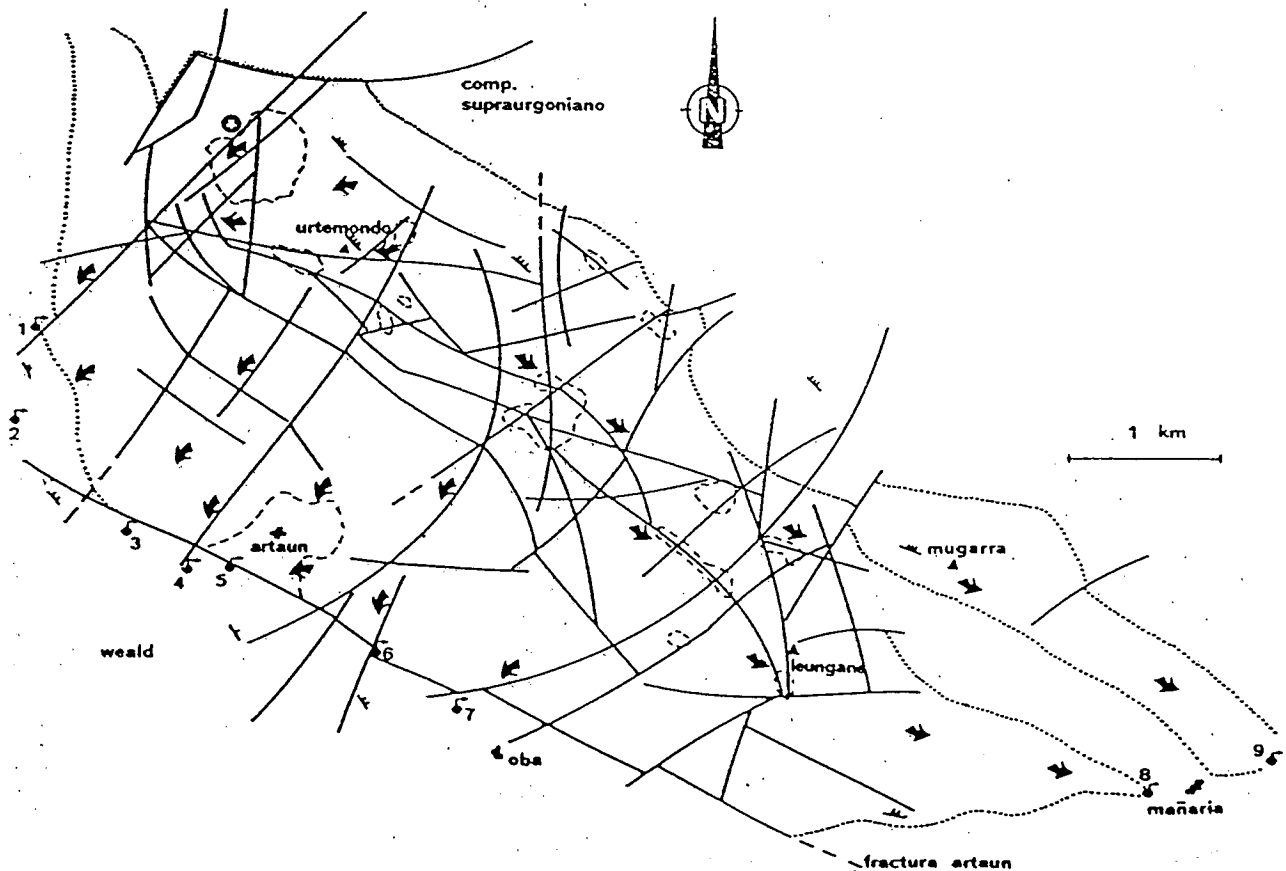 comp.
supraurgoniano
N
urtemondo
1
2
1 km
3
artaun
mugarra
4
5
weald
6
leungane
7
oba
9
8
mañaria
fractura artaun